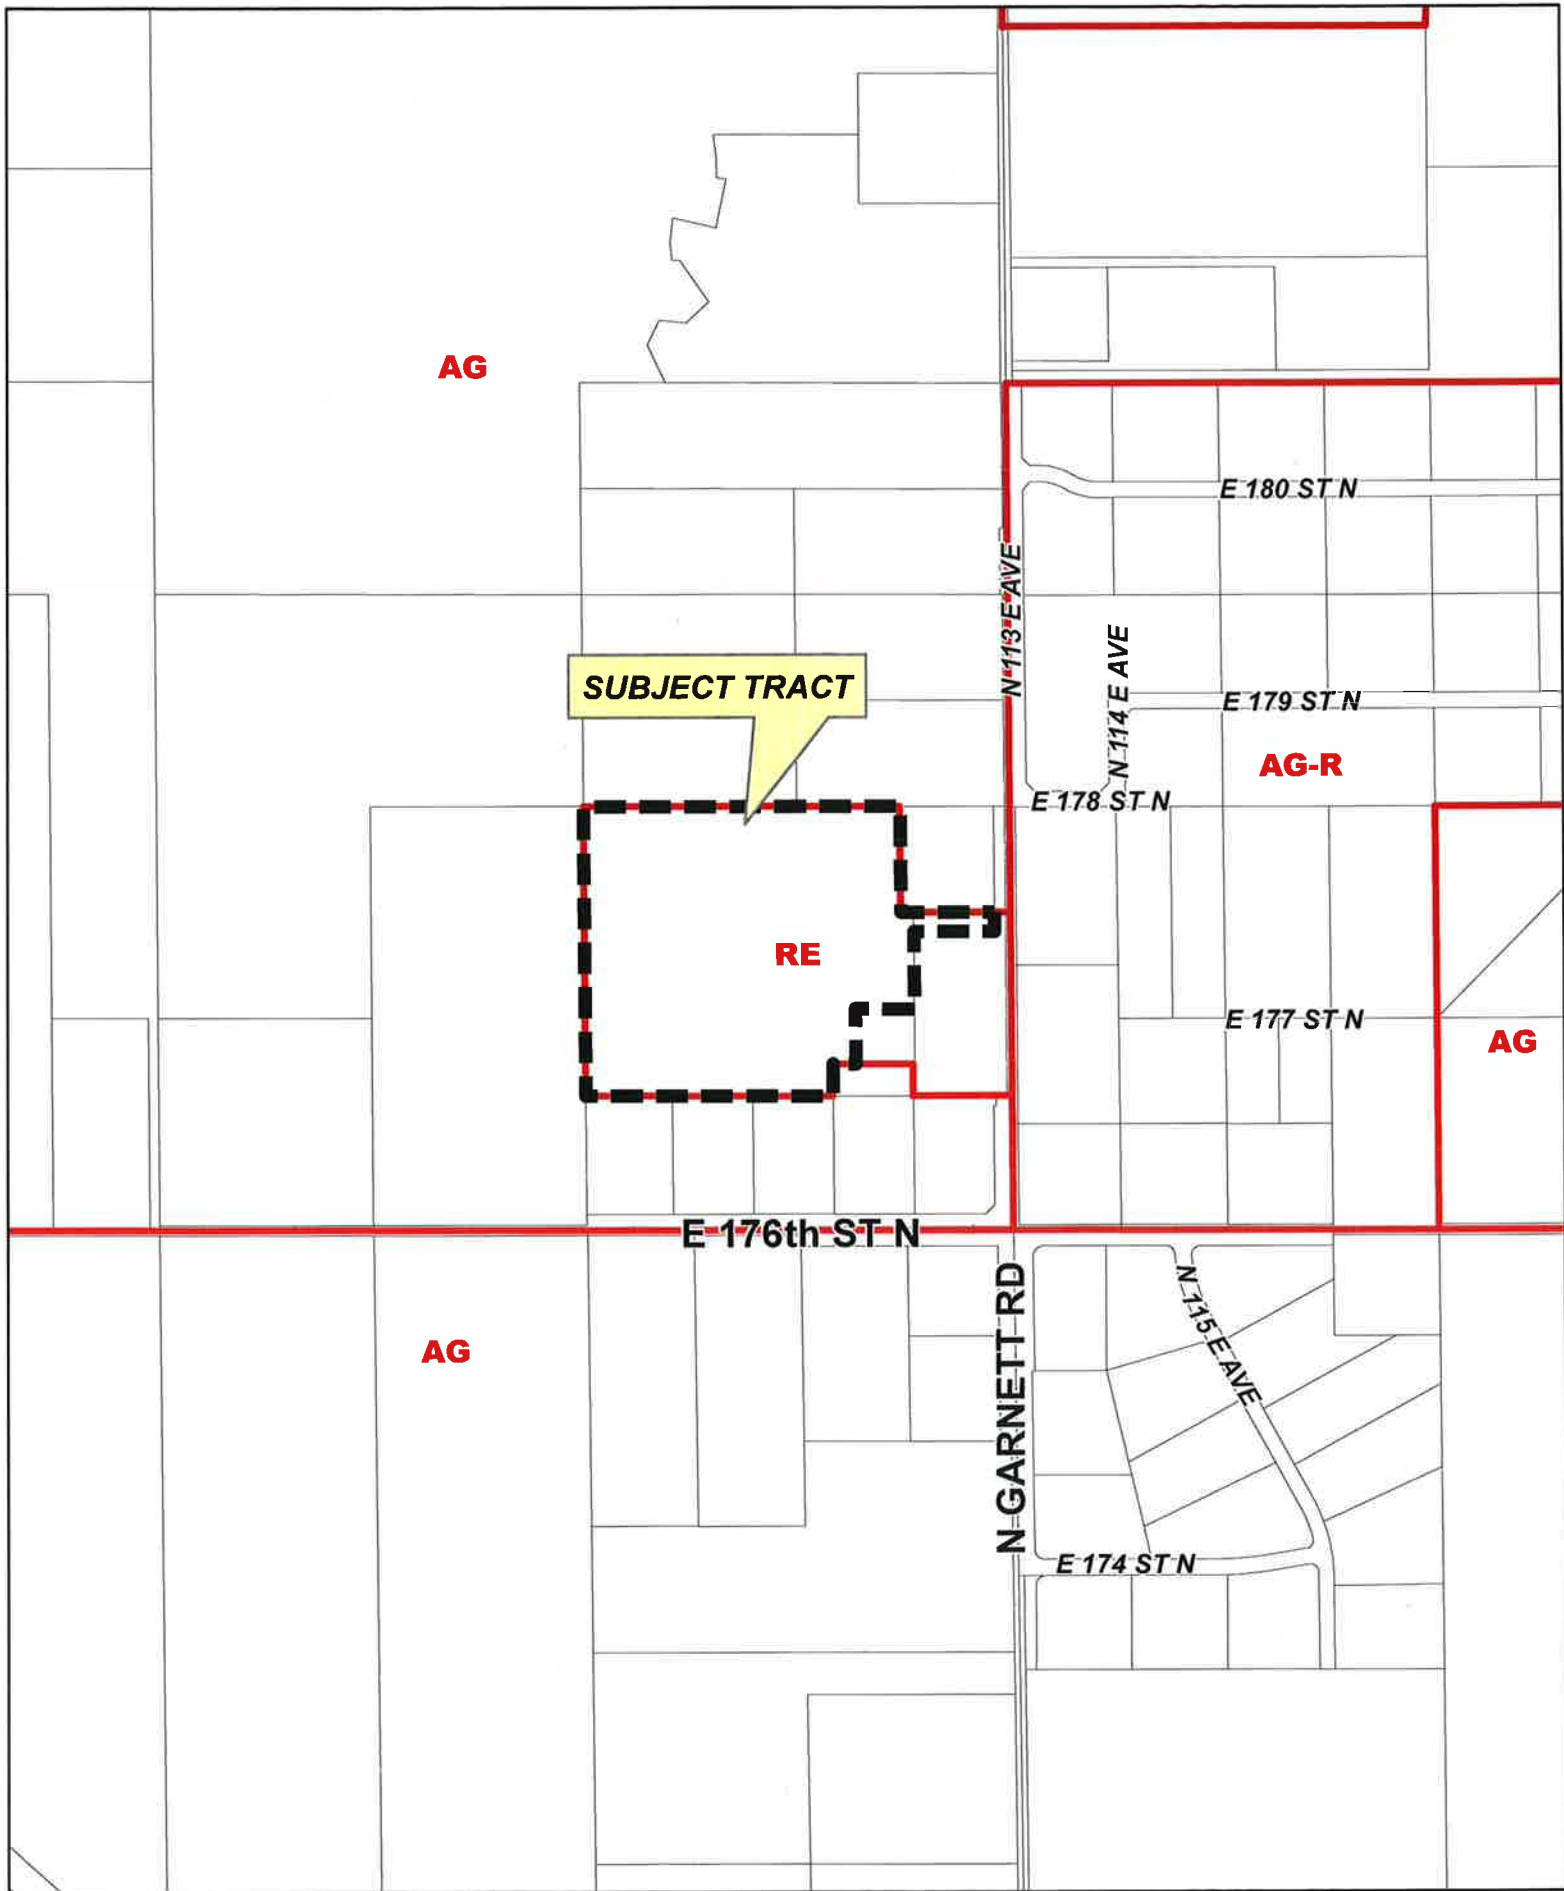 AG
E 180 ST N
N 113 E AVE
N 114 E AVE
SUBJECT TRACT
E 179 ST N
AG-R
E 178 ST N
RE
E 177 ST N
AG
E 176th ST N
N GARNETT RD
N 115 E AVE
AG
E 174 ST N